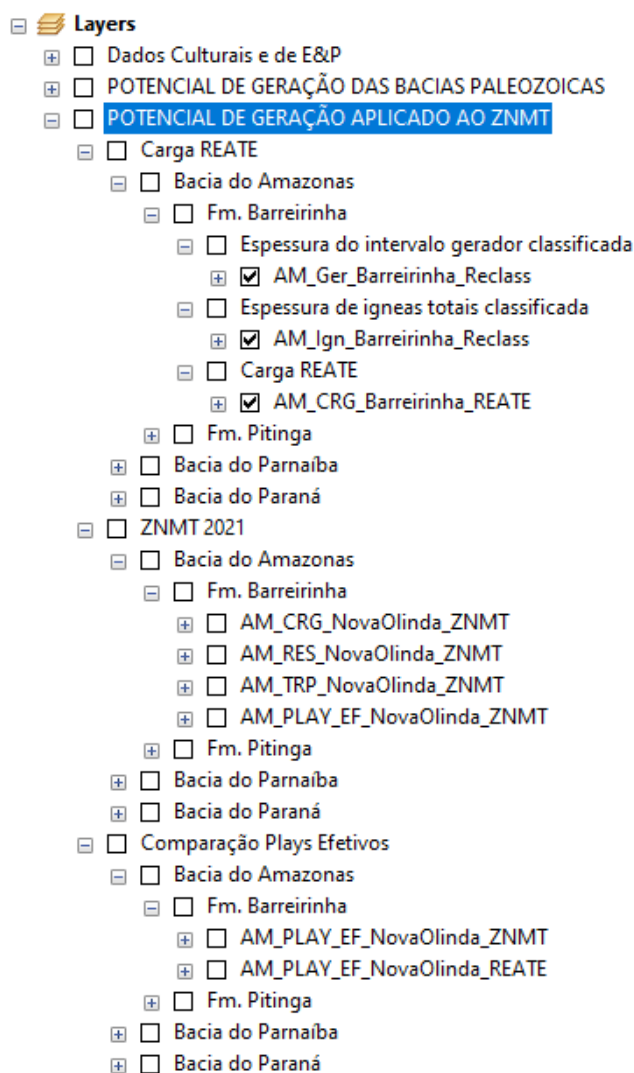 Layers
Dados Culturais e de E&P
POTENCIAL DE GERAÇÃO DAS BACIAS PALEOZOICAS
POTENCIAL DE GERAÇÃO APLICADO AO ZNMT
Carga REATE
Bacia do Amazonas
Fm. Barreirinha
Espessura do intervalo gerador classificada
AM_Ger_Barreirinha_Reclass
Espessura de igneas totais classificada
AM_Ign_Barreirinha_Reclass
Carga REATE
AM_CRG_Barreirinha_REATE
Fm. Pitinga
Bacia do Parnaíba
Bacia do Paraná
ZNMT 2021
Bacia do Amazonas
Fm. Barreirinha
AM_CRG_NovaOlinda_ZNMT
AM_RES_NovaOlinda_ZNMT
AM_TRP_NovaOlinda_ZNMT
AM_PLAY_EF_NovaOlinda_ZNMT
Fm. Pitinga
Bacia do Parnaíba
Bacia do Paraná
Comparação Plays Efetivos
Bacia do Amazonas
Fm. Barreirinha
AM_PLAY_EF_NovaOlinda_ZNMT
AM_PLAY_EF_NovaOlinda_REATE
Fm. Pitinga
Bacia do Parnaíba
Bacia do Paraná